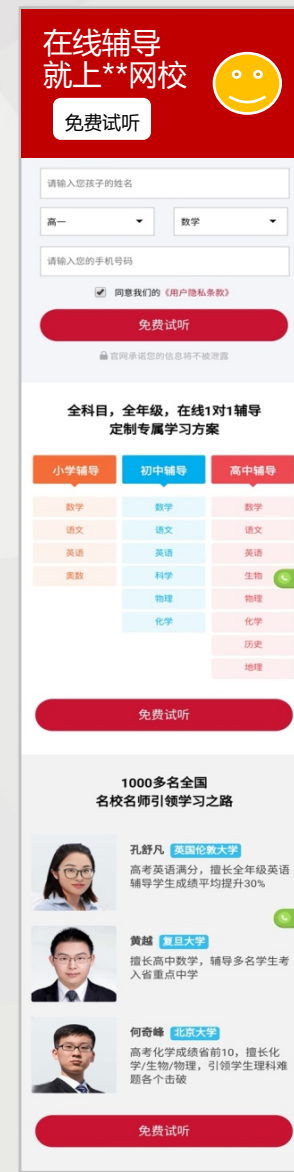 在线辅导
就上**网校
免费试听
请输入您孩子的姓名
高一 数学
请输入您的手机号码
同意我们的《用户隐私条款》
免费试听
官网承诺您的信息将不被泄露
全科目，全年级，在线1对1辅导
定制专属学习方案
小学辅导 初中辅导 高中辅导
数学 数学 数学
语文 语文 语文
英语 英语 英语
奥数 科学 生物
物理 物理
化学 化学
历史
地理
免费试听
1000多名全国
名校名师引领学习之路
孔舒凡 英国伦敦大学
高考英语满分，擅长全年级英语
辅导学生成绩平均提升30%
黄越 复旦大学
擅长高中数学，辅导多名学生考
入省重点中学
何奇峰 北京大学
高考化学成绩省前10，擅长化
学/生物/物理，引领学生理科难
题各个击破
免费试听